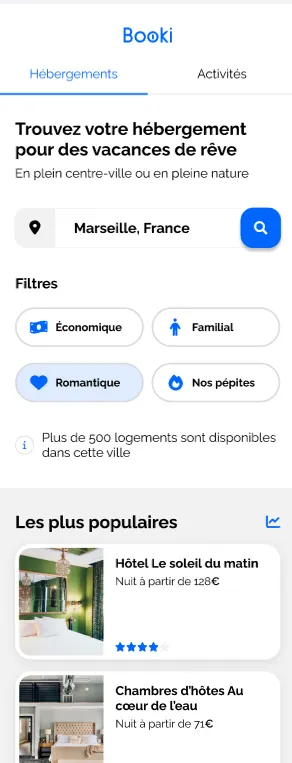 Booki
Hébergements
Activités
Trouvez votre hébergement
pour des vacances de rêve
En plein centre-ville ou en pleine nature
Marseille, France
Filtres
Économique
Familial
Romantique
Nos pépites
Plus de 500 logements sont disponibles
dans cette ville
Les plus populaires
Hôtel Le soleil du matin
Nuit à partir de 128€
Chambres d'hôtes Au
cœur de l'eau
Nuit à partir de 71€